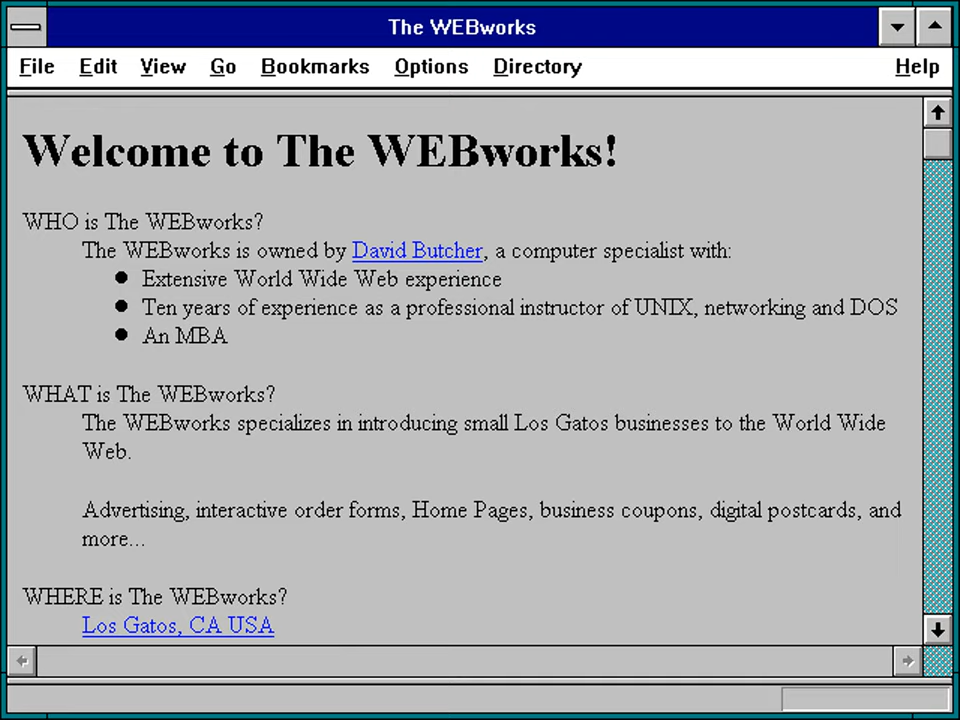 The WEBworks
File Edit View Go Bookmarks Options Directory Help
Welcome to The WEBworks!
WHO is The WEBworks?
The WEBworks is owned by David Butcher, a computer specialist with:
Extensive World Wide Web experience
Ten years of experience as a professional instructor of UNIX, networking and DOS
An MBA
WHAT is The WEBworks?
The WEBworks specializes in introducing small Los Gatos businesses to the World Wide
Web.
Advertising, interactive order forms, Home Pages, business coupons, digital postcards, and
more...
WHERE is The WEBworks?
Los Gatos, CA USA